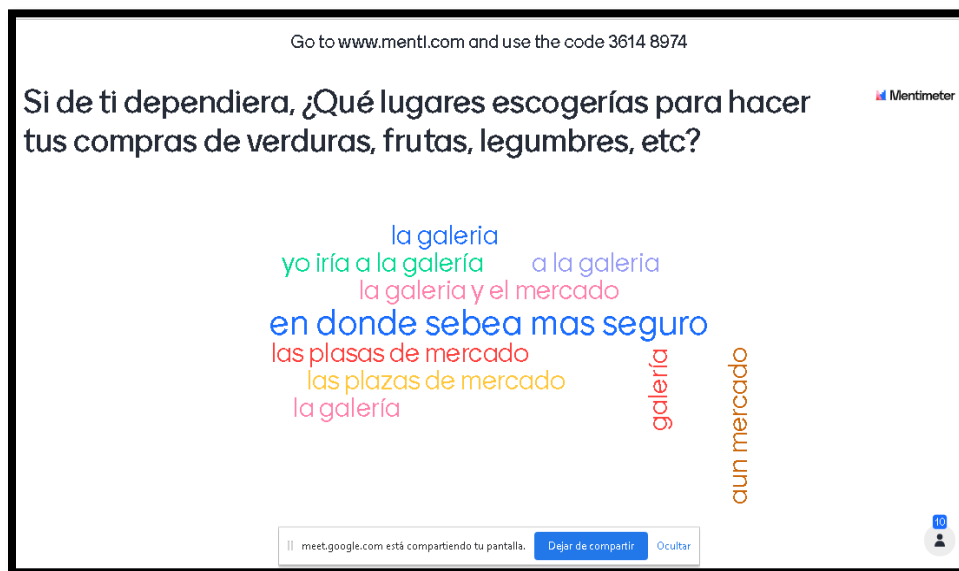 Go to www.menti.com and use the code 3614 8974
Si de ti dependiera, ¿Qué lugares escogerías para hacer
tus compras de verduras, frutas, legumbres, etc?
Mentimeter
la galeria
yo iría a la galería
a la galeria
la galeria y el mercado
en donde sebea mas seguro
las plasas de mercado
las plazas de mercado
la galería
galería
aun mercado
meet.google.com está compartiendo tu pantalla.
Dejar de compartir
Ocultar
10